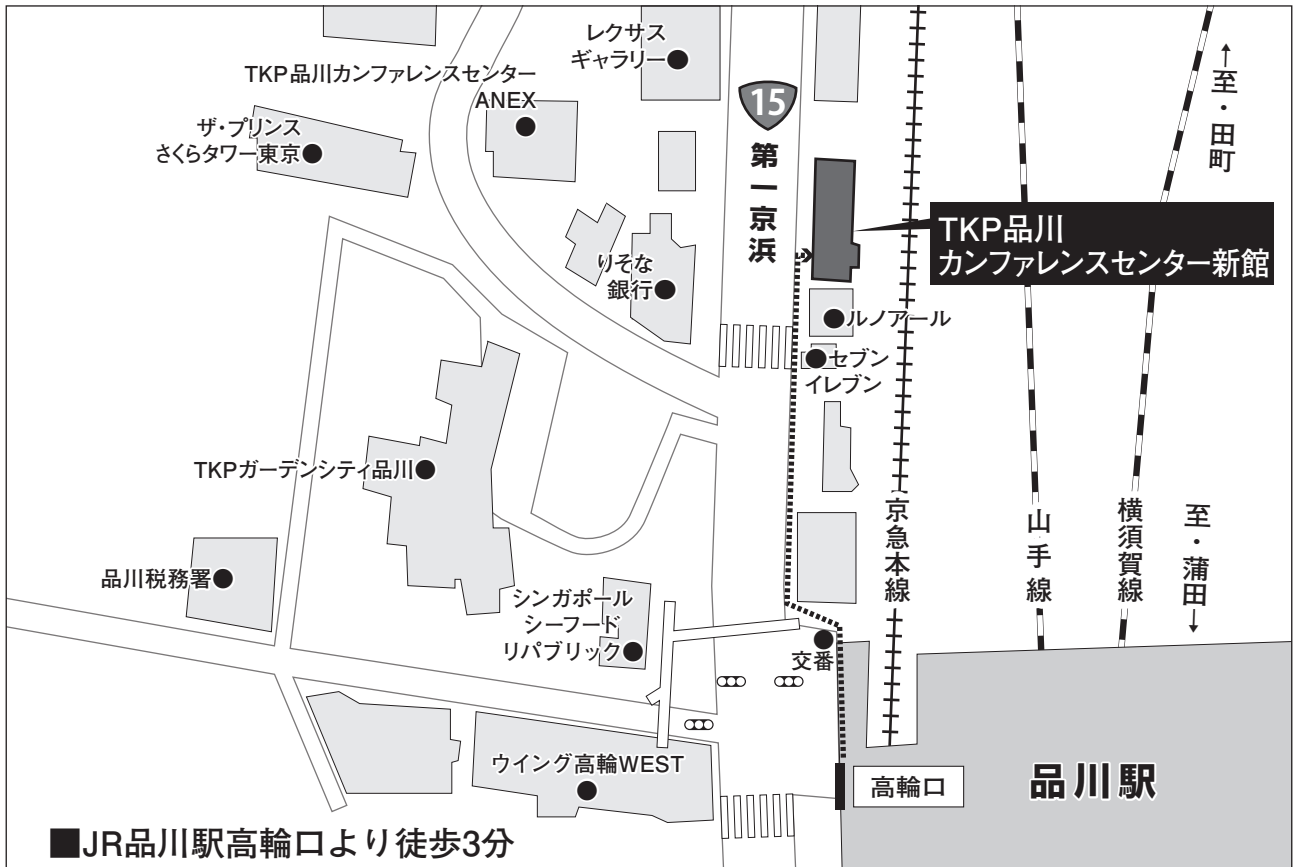 レクサス
ギャラリー
TKP品川カンファレンスセンター
ANEX
ザ・プリンス
さくらタワー東京
15
第一京浜
←至・田町
TKP品川
カンファレンスセンター新館
りそな
銀行
ルノアール
セブン
イレブン
TKPガーデンシティ品川
京急本線
山手線
横須賀線
至・蒲田→
品川税務署
シンガポール
シーフード
リパブリック
交番
ウイング高輪WEST
高輪口
品川駅
■JR品川駅高輪口より徒歩3分